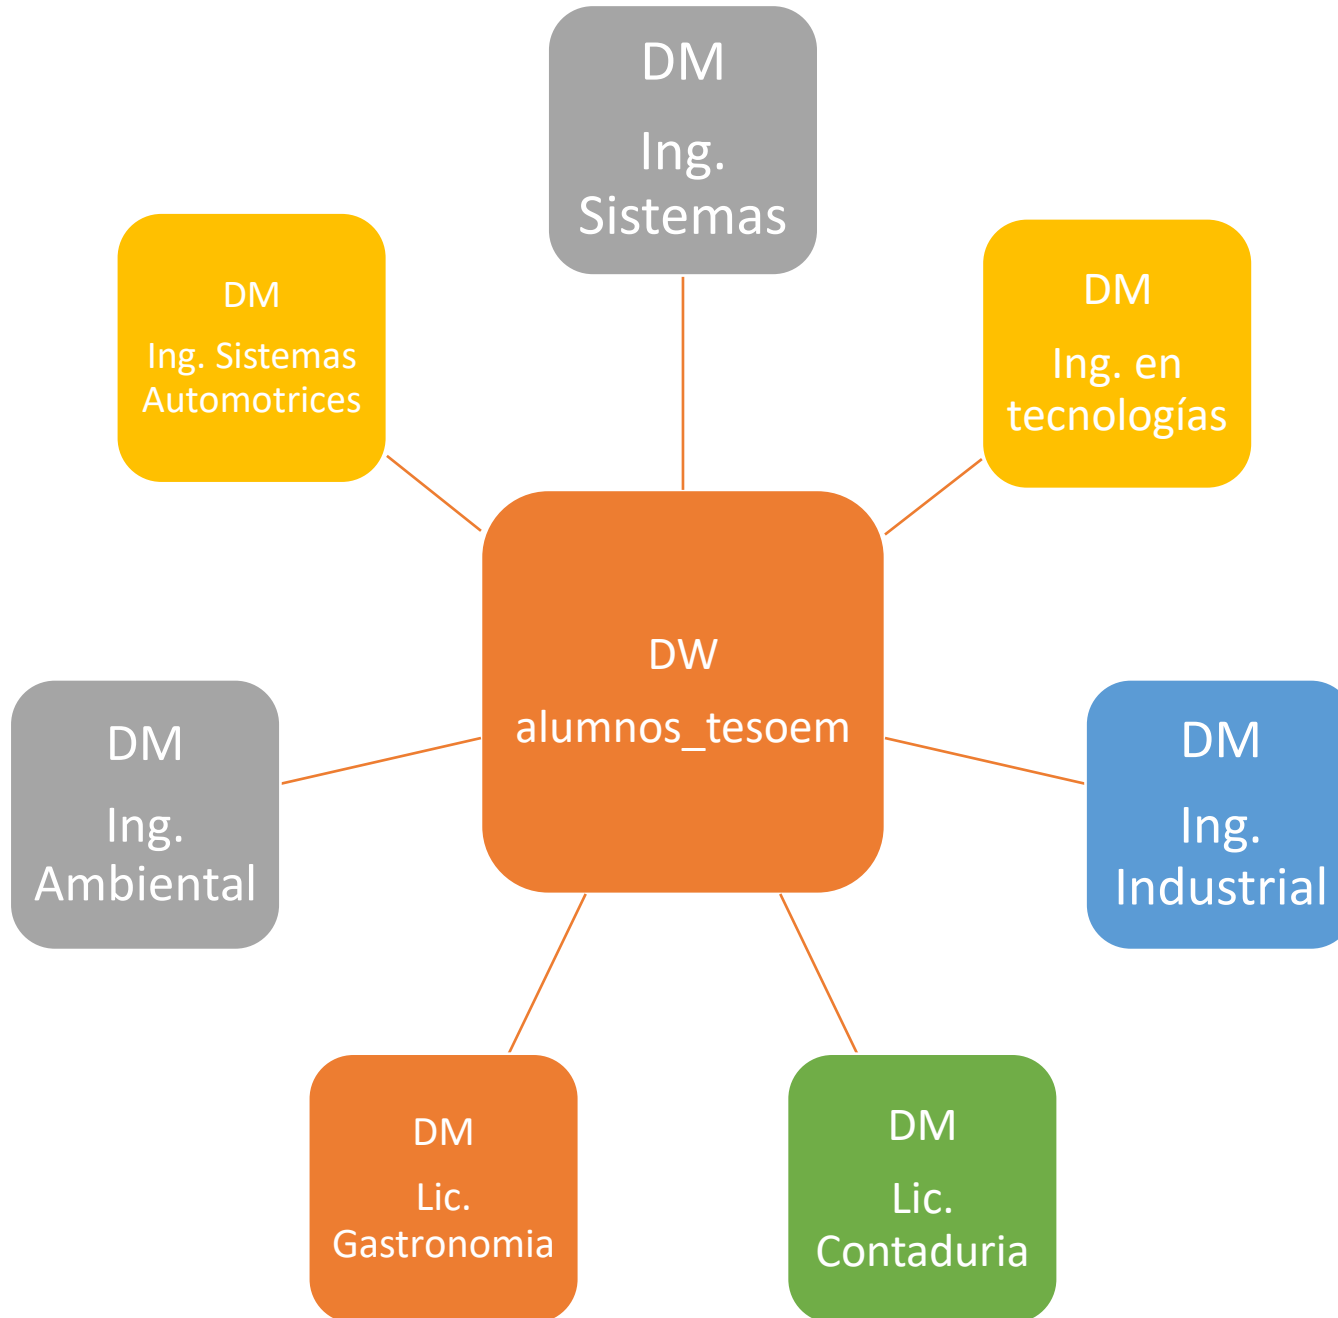 DM
Ing.
Sistemas
DM
Ing. Sistemas
Automotrices
DM
Ing. en
tecnologías
DW
alumnos_tesoem
DM
Ing.
Ambiental
DM
Ing.
Industrial
DM
Lic.
Gastronomia
DM
Lic.
Contaduria